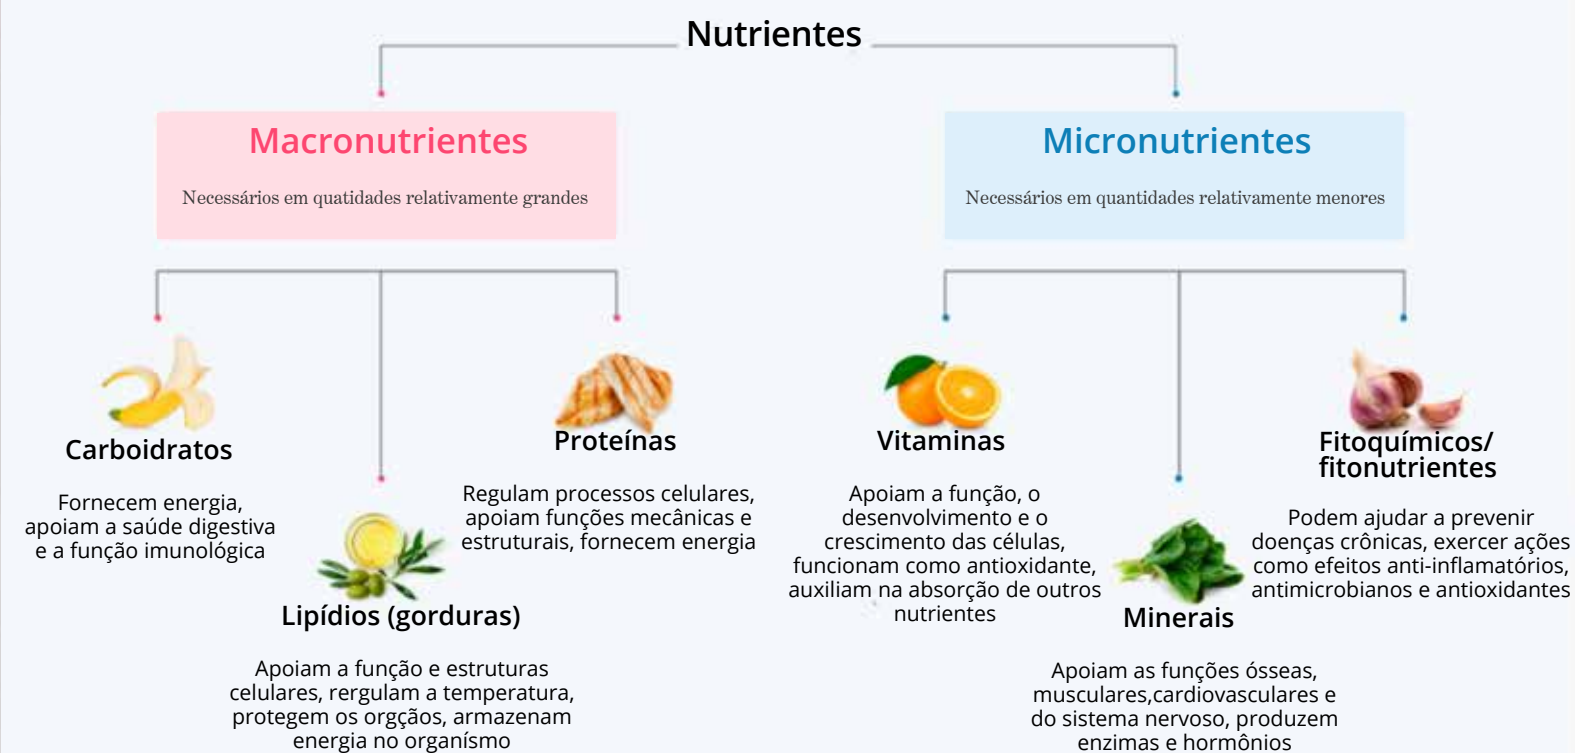 Nutrientes
Macronutrientes
Necessários em quatidades relativamente grandes
Carboidratos
Fornecem energia,
apoiam a saúde digestiva
e a função imunológica
Lipídios (gorduras)
Apoiam a função e estruturas
celulares, rergulam a temperatura,
protegem os orgçãos, armazenam
energia no organísmo
Proteínas
Regulam processos celulares,
apoiam funções mecânicas e
estruturais, fornecem energia
Micronutrientes
Necessários em quantidades relativamente menores
Vitaminas
Apoiam a função, o
desenvolvimento e o
crescimento das células,
funcionam como antioxidante,
auxiliam na absorção de outros
nutrientes
Minerais
Apoiam as funções ósseas,
musculares,cardiovasculares e
do sistema nervoso, produzem
enzimas e hormônios
Fitoquímicos/
fitonutrientes
Podem ajudar a prevenir
doenças crônicas, exercer ações
como efeitos anti-inflamatórios,
antimicrobianos e antioxidantes